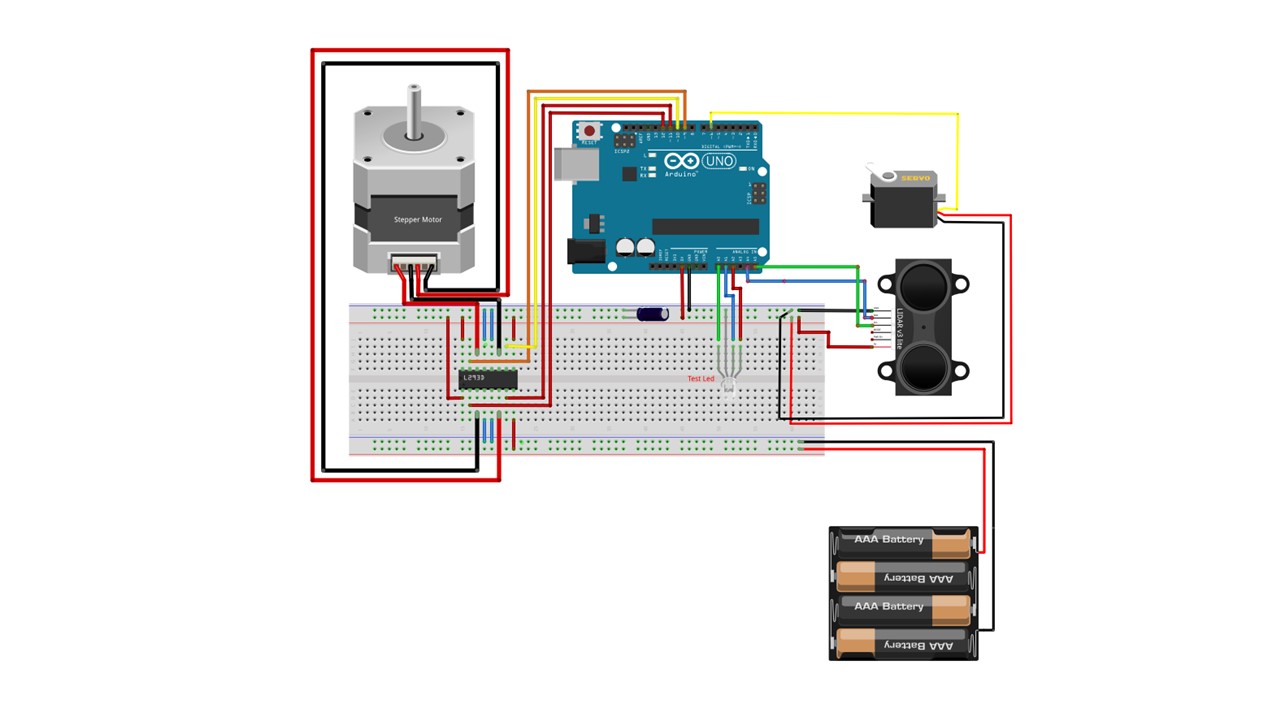 RESET
ICSP2
L
TX
RX
Arduino
UNO
ON
ICSP
DIGITAL (PWM=~)
POWER
ANALOG IN
SERVO
Stepper Motor
LIDAR v3 lite
L293D
Test Led
AAA Battery
AAA Battery
AAA Battery
AAA Battery